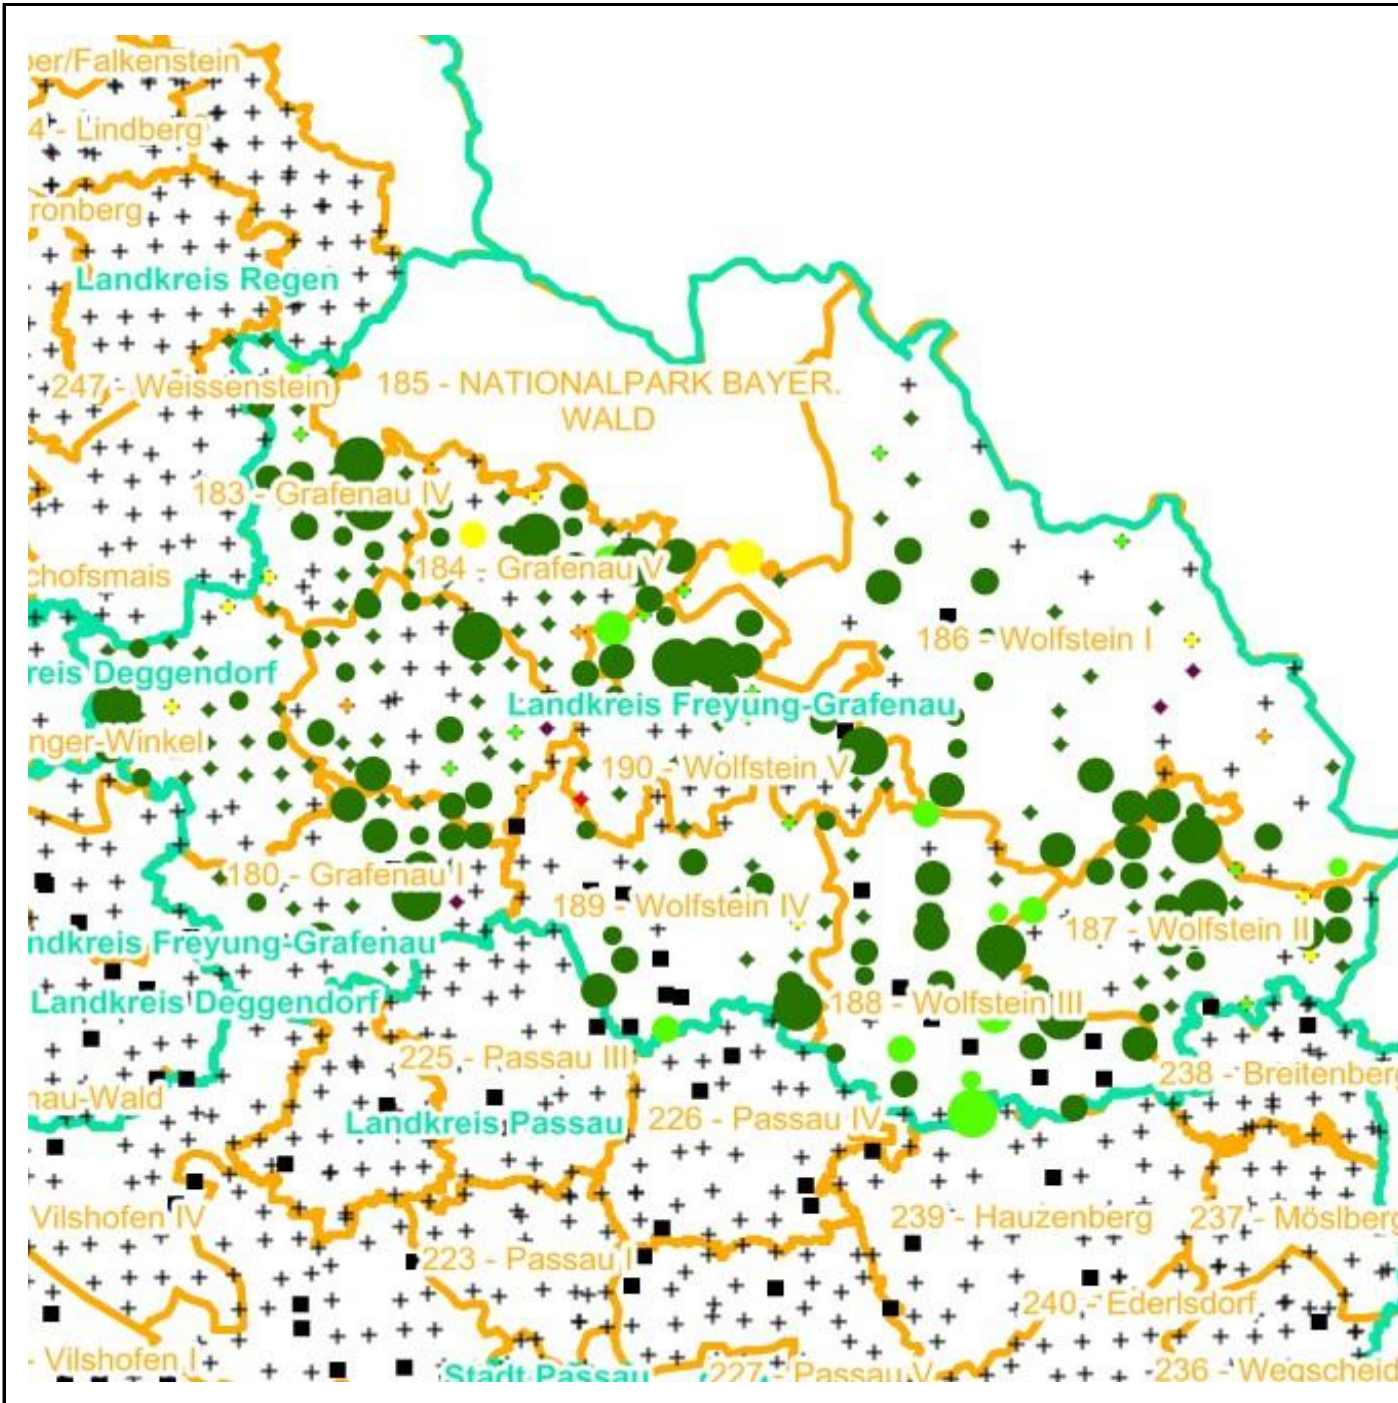 per/Falkenstein
4 - Lindberg
ronberg
Landkreis Regen
247 - Weissenstein
185 - NATIONALPARK BAYER.
WALD
183 - Grafenau IV
184 - Grafenau V
chofsmais
186 - Wolfstein I
reis Deggendorf
Landkreis Freyung-Grafenau
nger-Winkel
190 - Wolfstein V
180 - Grafenau I
189 - Wolfstein IV
187 - Wolfstein II
ndkreis Freyung-Grafenau
Landkreis Deggendorf
188 - Wolfstein III
225 - Passau III
238 - Breitenberg
nau-Wald
Landkreis Passau
226 - Passau IV
Vilshofen IV
239 - Hauzenberg
237 - Möslberg
223 - Passau I
240 - Ederlsdorf
- Vilshofen I
Stadt Passau
227 - Passau V
236 - Wegscheid